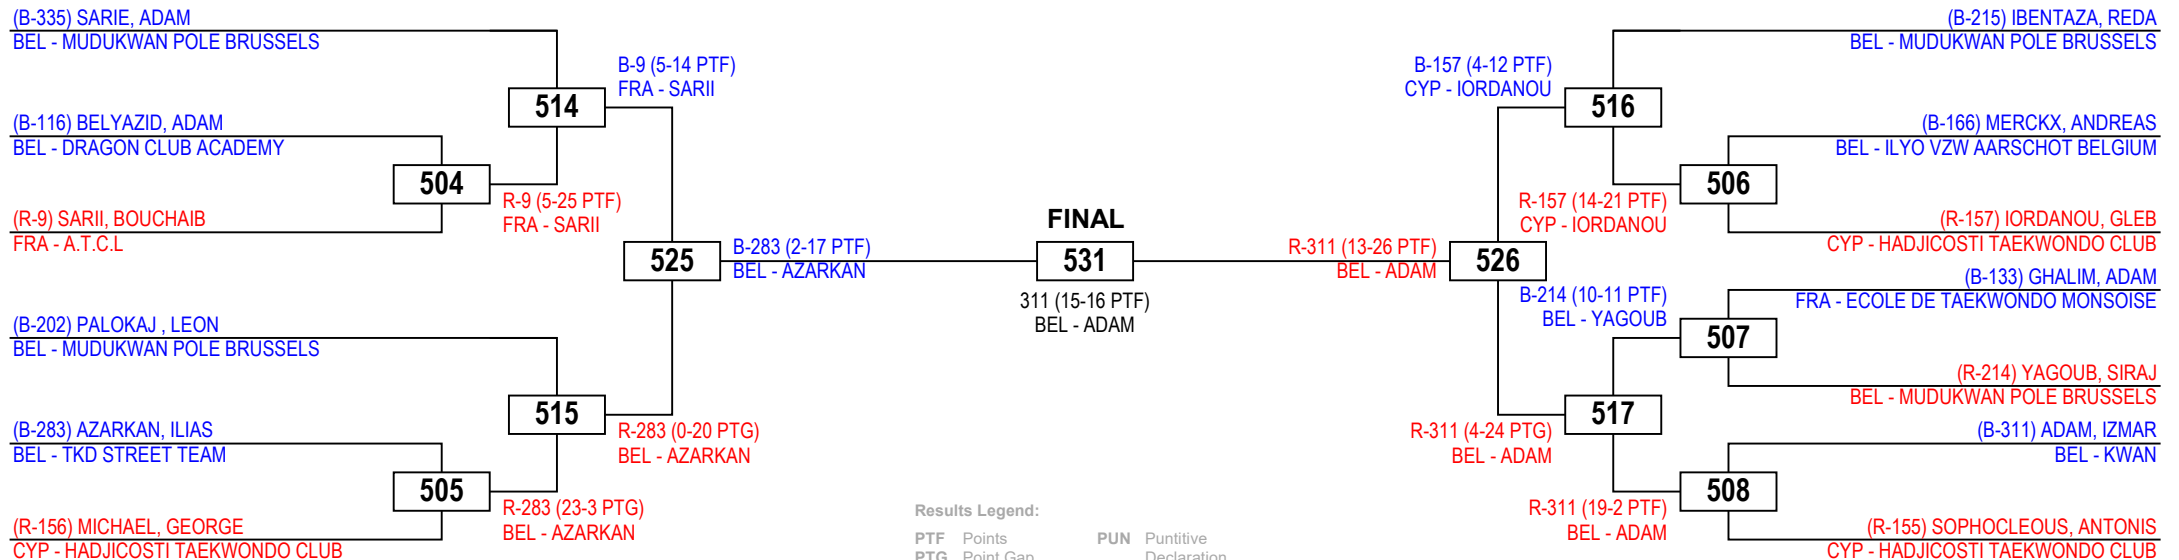 (B-335) SARIE, ADAM
BEL - MUDUKWAN POLE BRUSSELS
B-9 (5-14 PTF)
FRA - SARII
514
(B-116) BELYAZID, ADAM
BEL - DRAGON CLUB ACADEMY
504
R-9 (5-25 PTF)
FRA - SARII
(R-9) SARII, BOUCHAIB
FRA - A.T.C.L
525
B-283 (2-17 PTF)
BEL - AZARKAN
(B-202) PALOKAJ , LEON
BEL - MUDUKWAN POLE BRUSSELS
515
R-283 (0-20 PTG)
BEL - AZARKAN
(B-283) AZARKAN, ILIAS
BEL - TKD STREET TEAM
505
R-283 (23-3 PTG)
BEL - AZARKAN
(R-156) MICHAEL, GEORGE
CYP - HADJICOSTI TAEKWONDO CLUB
FINAL
531
311 (15-16 PTF)
BEL - ADAM
(B-215) IBENTAZA, REDA
BEL - MUDUKWAN POLE BRUSSELS
B-157 (4-12 PTF)
CYP - IORDANOU
516
(B-166) MERCKX, ANDREAS
BEL - ILYO VZW AARSCHOT BELGIUM
506
R-157 (14-21 PTF)
CYP - IORDANOU
(R-157) IORDANOU, GLEB
CYP - HADJICOSTI TAEKWONDO CLUB
R-311 (13-26 PTF)
BEL - ADAM
526
(B-133) GHALIM, ADAM
FRA - ECOLE DE TAEKWONDO MONSOISE
B-214 (10-11 PTF)
BEL - YAGOUB
507
(R-214) YAGOUB, SIRAJ
BEL - MUDUKWAN POLE BRUSSELS
517
R-311 (4-24 PTG)
BEL - ADAM
(B-311) ADAM, IZMAR
BEL - KWAN
508
R-311 (19-2 PTF)
BEL - ADAM
(R-155) SOPHOCLEOUS, ANTONIS
CYP - HADJICOSTI TAEKWONDO CLUB
Results Legend:
PTF Points PUN Puntitive
PTG Point Gap Declaration